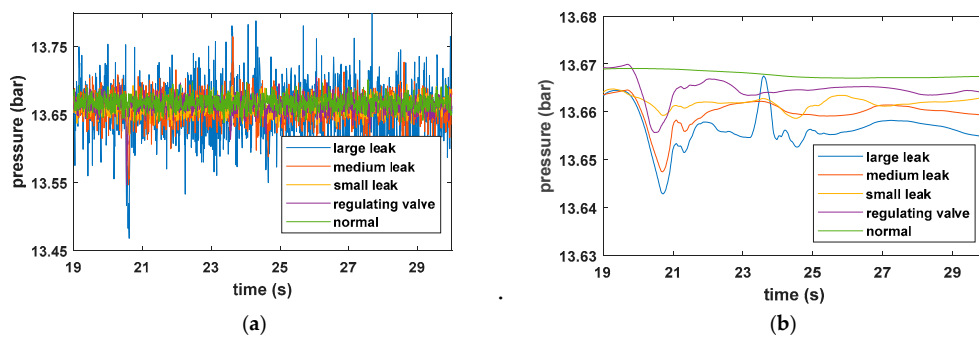 pressure (bar)
13.75
13.65
13.55
13.45
19 21 23 25 27 29
time (s)
large leak
medium leak
small leak
regulating valve
normal
(a)
.
pressure (bar)
13.68
13.67
13.66
13.65
13.64
13.63
19 21 23 25 27 29
time (s)
large leak
medium leak
small leak
regulating valve
normal
(b)